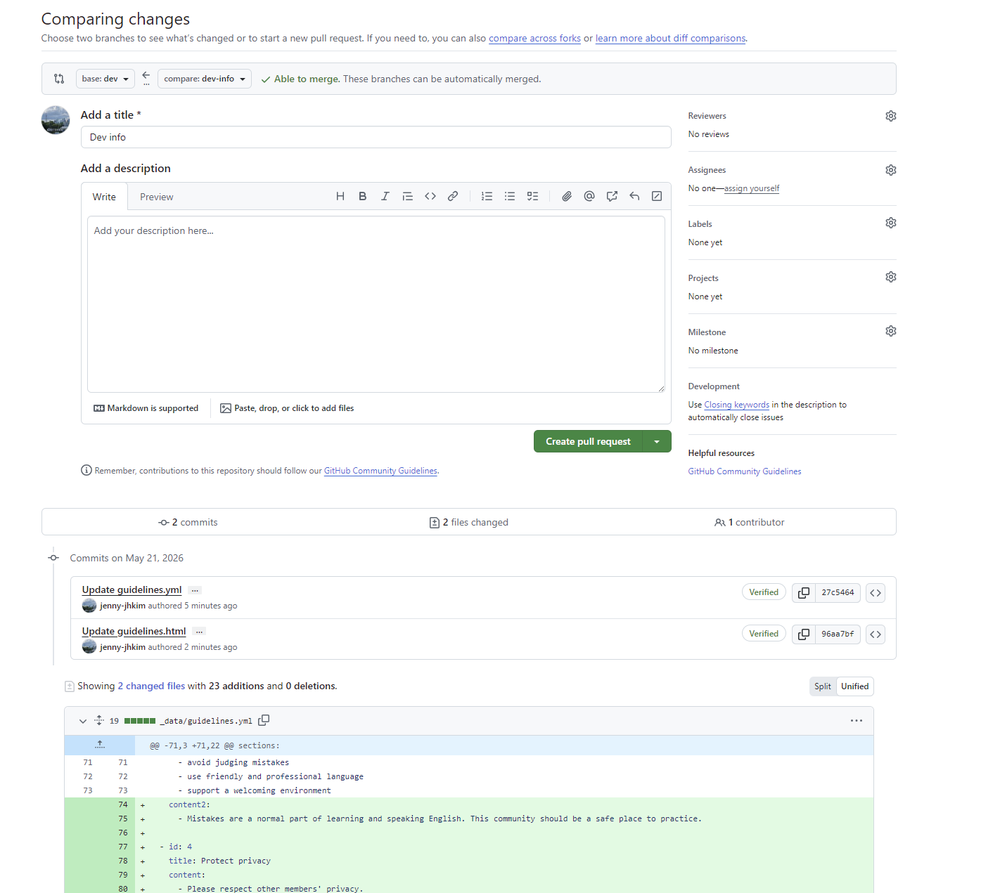 Comparing changes
Choose two branches to see what's changed or to start a new pull request. If you need to, you can also compare across forks or learn more about diff comparisons.
base: dev
...
compare: dev-info
Able to merge. These branches can be automatically merged.
Add a title *
Dev info
Add a description
Write
Preview
Add your description here...
Markdown is supported
Paste, drop, or click to add files
Create pull request
Remember, contributions to this repository should follow our GitHub Community Guidelines.
Reviewers
No reviews
Assignees
No one—assign yourself
Labels
None yet
Projects
None yet
Milestone
No milestone
Development
Use Closing keywords in the description to
automatically close issues
Helpful resources
GitHub Community Guidelines
2 commits
2 files changed
1 contributor
Commits on May 21, 2026
Update guidelines.yml ...
jenny-jhkim authored 5 minutes ago
Verified
27c5464
Update guidelines.html ...
jenny-jhkim authored 2 minutes ago
Verified
96aa7bf
Showing 2 changed files with 23 additions and 0 deletions.
Split
Unified
19 _data/guidelines.yml
@@ -71,3 +71,22 @@ sections:
71 71 - avoid judging mistakes
72 72 - use friendly and professional language
73 73 - support a welcoming environment
74 + content2:
75 + - Mistakes are a normal part of learning and speaking English. This community should be a safe place to practice.
76 +
77 + - id: 4
78 + title: Protect privacy
79 + content:
80 + - Please respect other members' privacy.